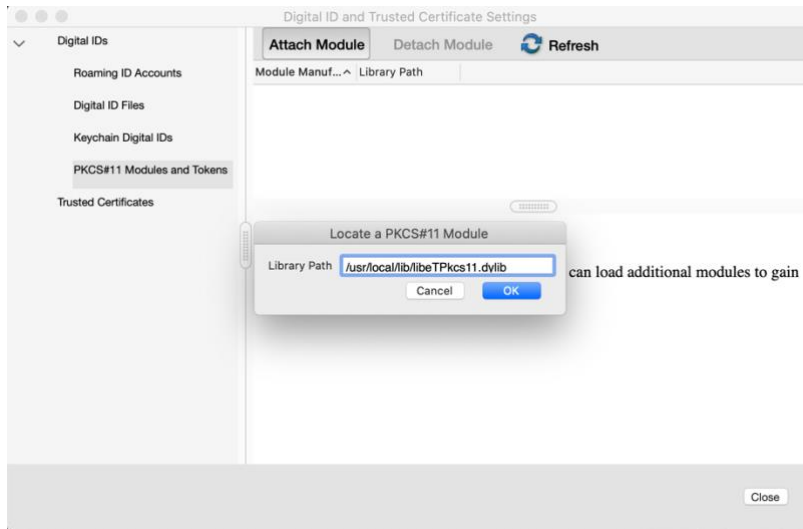 Digital ID and Trusted Certificate Settings
Digital IDs
Roaming ID Accounts
Digital ID Files
Keychain Digital IDs
PKCS#11 Modules and Tokens
Trusted Certificates
Attach Module Detach Module Refresh
Module Manuf... Library Path
Locate a PKCS#11 Module
Library Path /usr/local/lib/libeTPkcs11.dylib
Cancel OK
can load additional modules to gain
Close